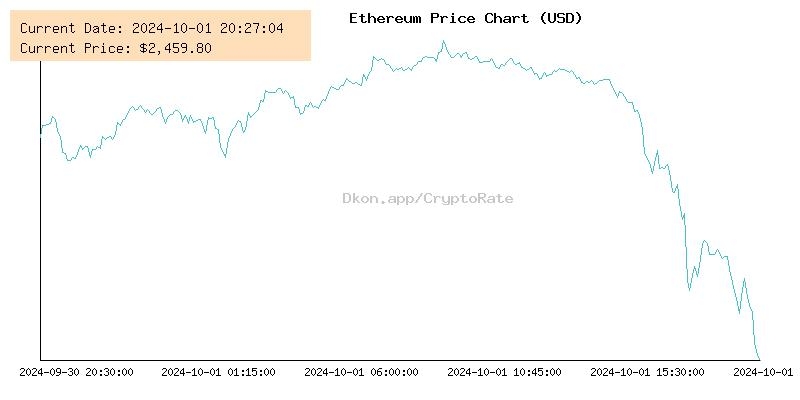 Ethereum Price Chart (USD)
Current Date: 2024-10-01 20:27:04
Current Price: $2,459.80
Dkon.app/CryptoRate
2024-09-30 20:30:00
2024-10-01 01:15:00
2024-10-01 06:00:00
2024-10-01 10:45:00
2024-10-01 15:30:00
2024-10-01